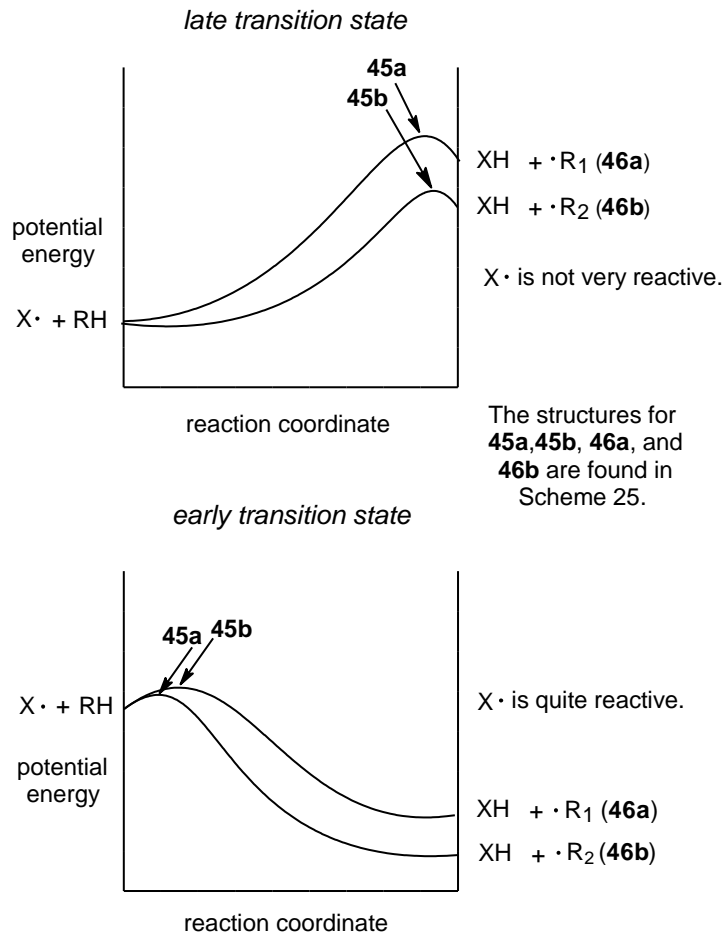 late transition state
45a
45b
XH + ·R1 (46a)
XH + ·R2 (46b)
potential
energy
X· is not very reactive.
X· + RH
reaction coordinate
The structures for
45a,45b, 46a, and
46b are found in
Scheme 25.
early transition state
45a 45b
X· + RH
X· is quite reactive.
potential
energy
XH + ·R1 (46a)
XH + ·R2 (46b)
reaction coordinate